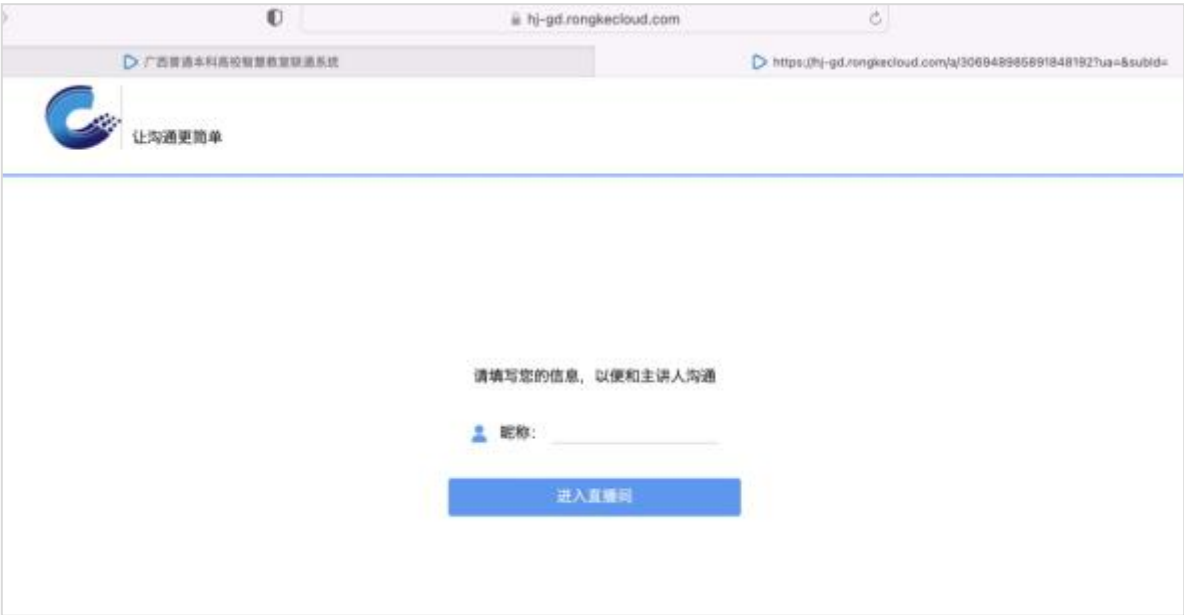 hj-gd.rongkecloud.com
广西普通本科高校智慧教室联通系统
https://hj-gd.rongkecloud.com/a/306948985891848192?ua=&subId=
让沟通更简单
请填写您的信息，以便和主讲人沟通
昵称：
进入直播间